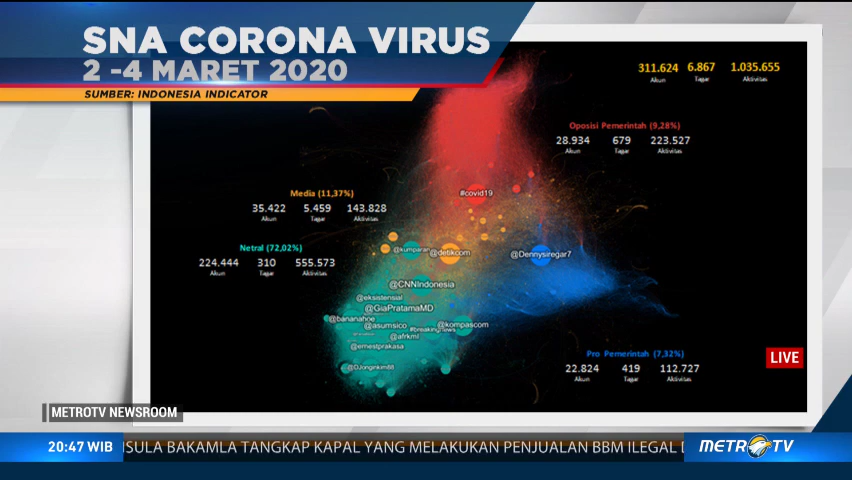 SNA CORONA VIRUS
2 -4 MARET 2020
SUMBER: INDONESIA INDICATOR
311.624 6.867 1.035.655
Akun Tagar Aktivitas
Oposisi Pemerintah (9,28%)
28.934 679 223.527
Akun Tagar Aktivitas
#covid19
Media (11,37%)
35.422 5.459 143.828
Akun Tagar Aktivitas
Netral (72,02%)
224.444 310 555.573
Akun Tagar Aktivitas
@kumparan
@detikcom
@Dennysiregar7
@CNNIndonesia
@eksistensial
@GiaPratamaMD
@bananahoe
@asumsico
#breakingnews
@kompascom
@afrkml
@ernestprakasa
@DJonginkim88
Pro Pemerintah (7,32%)
22.824 419 112.727
Akun Tagar Aktivitas
LIVE
METROTV NEWSROOM
20:47 WIB
SULA BAKAMLA TANGKAP KAPAL YANG MELAKUKAN PENJUALAN BBM ILEGAL
METRO TV